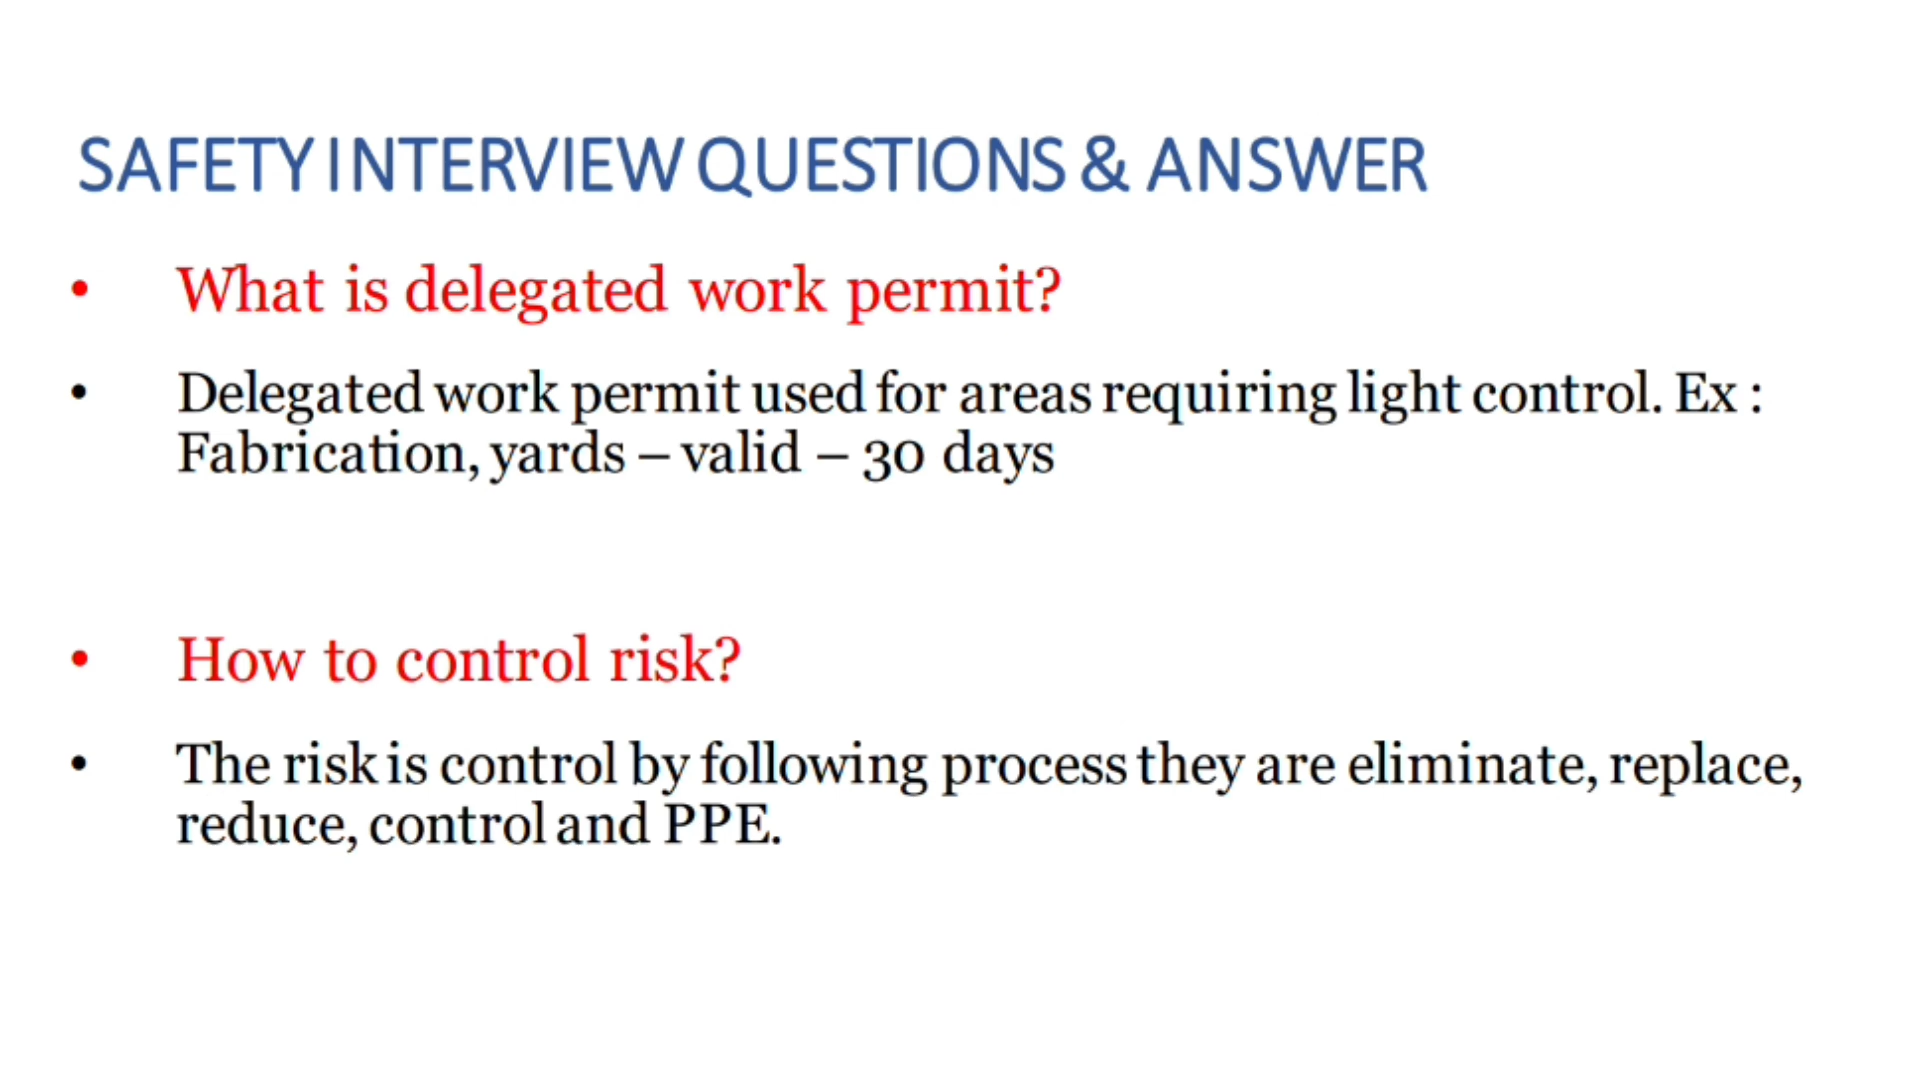 SAFETY INTERVIEW QUESTIONS & ANSWER
• What is delegated work permit?
• Delegated work permit used for areas requiring light control. Ex :
Fabrication, yards – valid – 30 days
• How to control risk?
• The risk is control by following process they are eliminate, replace,
reduce, control and PPE.